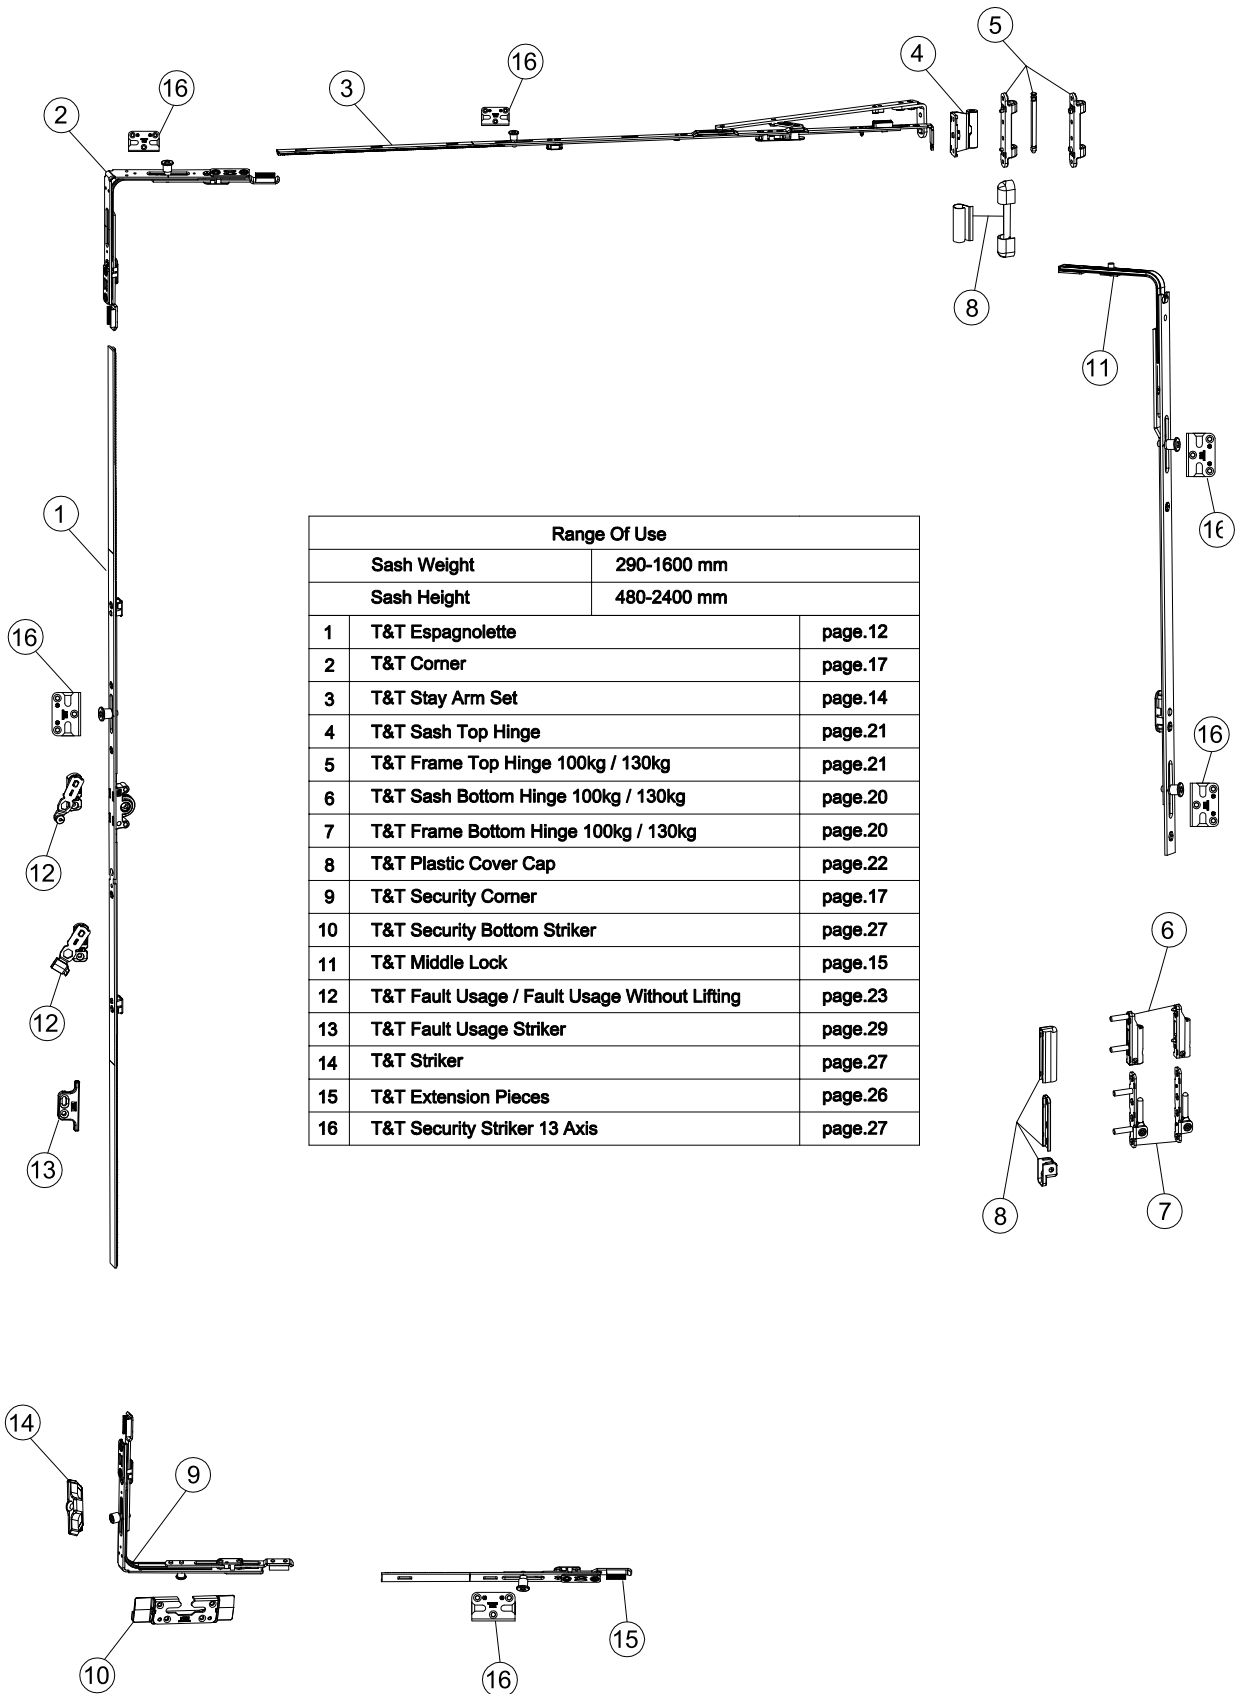 5
4
16
16
3
2
8
11
16
1
16
Range Of Use
Sash Weight 290-1600 mm
Sash Height 480-2400 mm
1 T&T Espagnolette page.12
2 T&T Corner page.17
3 T&T Stay Arm Set page.14
4 T&T Sash Top Hinge page.21
5 T&T Frame Top Hinge 100kg / 130kg page.21
6 T&T Sash Bottom Hinge 100kg / 130kg page.20
7 T&T Frame Bottom Hinge 100kg / 130kg page.20
8 T&T Plastic Cover Cap page.22
9 T&T Security Corner page.17
10 T&T Security Bottom Striker page.27
11 T&T Middle Lock page.15
12 T&T Fault Usage / Fault Usage Without Lifting page.23
13 T&T Fault Usage Striker page.29
14 T&T Striker page.27
15 T&T Extension Pieces page.26
16 T&T Security Striker 13 Axis page.27
16
12
6
12
13
8
7
14
9
15
10
16